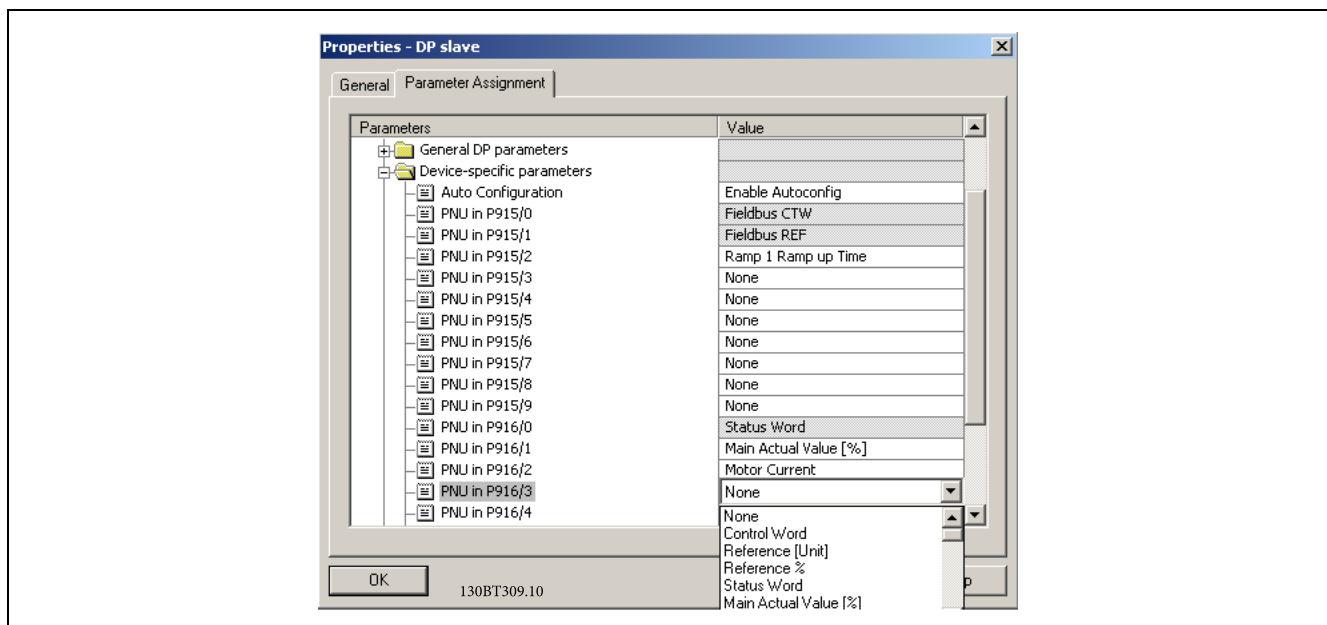 Properties - DP slave
General Parameter Assignment
Parameters Value
General DP parameters
Device-specific parameters
Auto Configuration Enable Autoconfig
PNU in P915/0 Fieldbus CTW
PNU in P915/1 Fieldbus REF
PNU in P915/2 Ramp 1 Ramp up Time
PNU in P915/3 None
PNU in P915/4 None
PNU in P915/5 None
PNU in P915/6 None
PNU in P915/7 None
PNU in P915/8 None
PNU in P915/9 None
PNU in P916/0 Status Word
PNU in P916/1 Main Actual Value [%]
PNU in P916/2 Motor Current
PNU in P916/3 None
PNU in P916/4 None
Control Word
Reference [Unit]
Reference %
OK 130BT309.10 Status Word p
Main Actual Value [%]